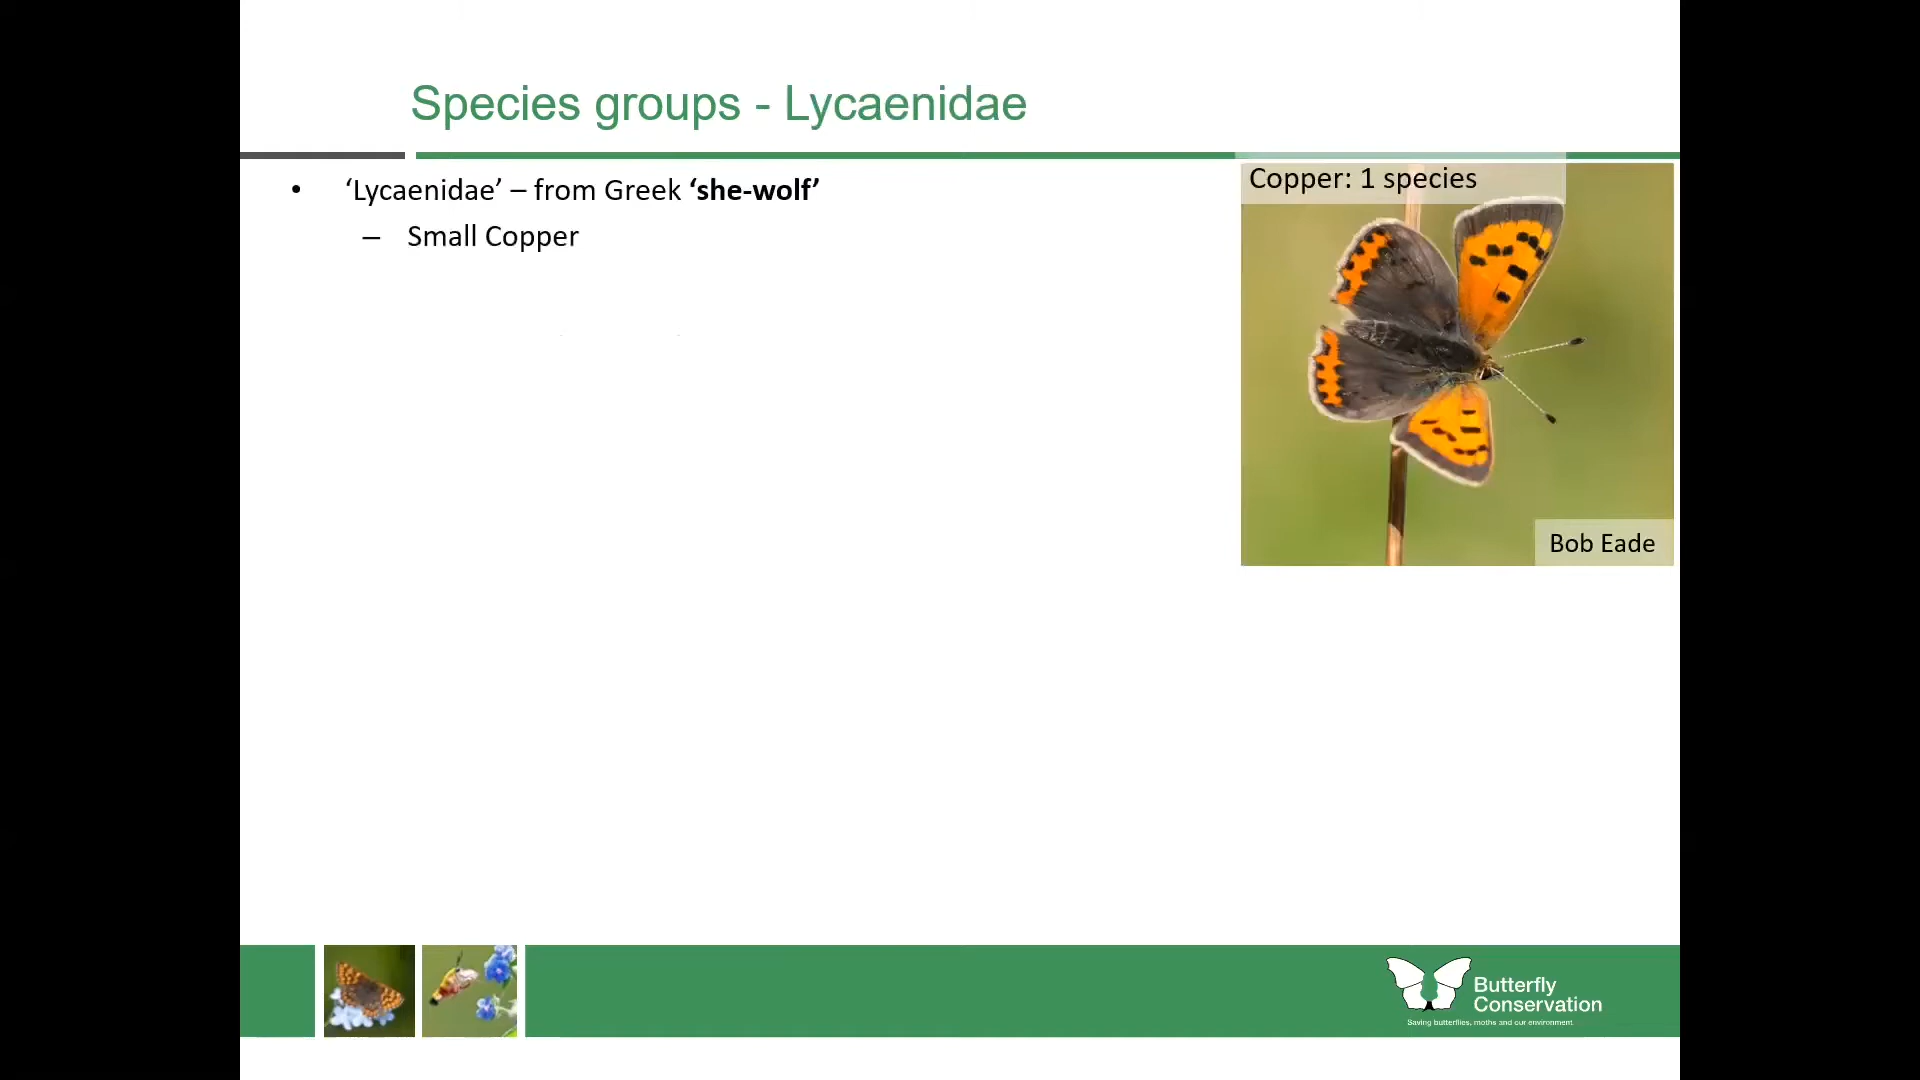 Species groups - Lycaenidae
• ‘Lycaenidae’ – from Greek ‘she-wolf’
– Small Copper
Copper: 1 species
Bob Eade
Butterfly
Conservation
Saving butterflies, moths and our environment